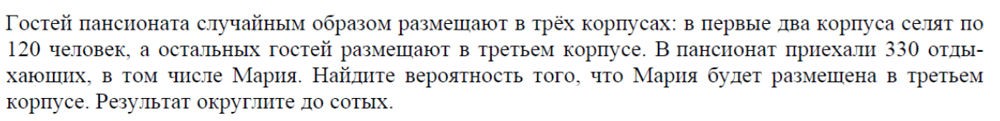 Гостей пансионата случайным образом размещают в трёх корпусах: в первые два корпуса селят по
120 человек, а остальных гостей размещают в третьем корпусе. В пансионат приехали 330 отды-
хающих, в том числе Мария. Найдите вероятность того, что Мария будет размещена в третьем
корпусе. Результат округлите до сотых.